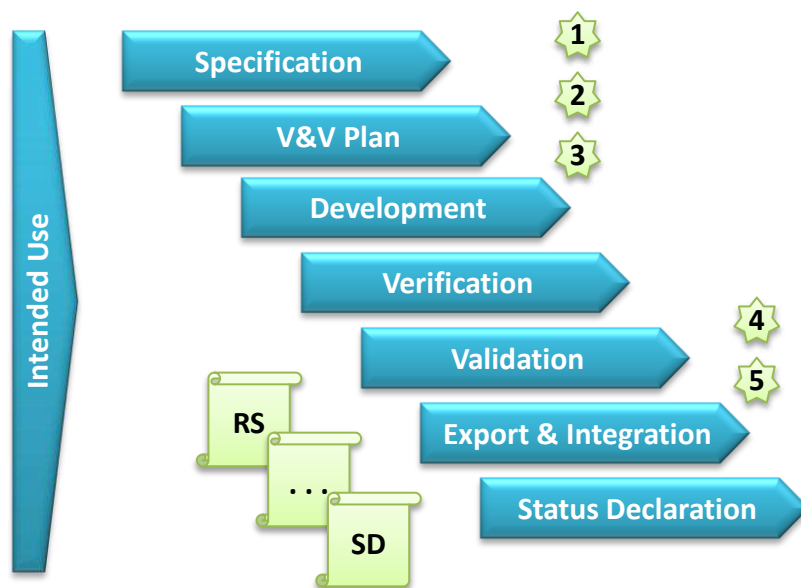 Intended Use
Specification
1
2
V&V Plan
3
Development
Verification
4
Validation
5
RS
Export & Integration
. . .
Status Declaration
SD